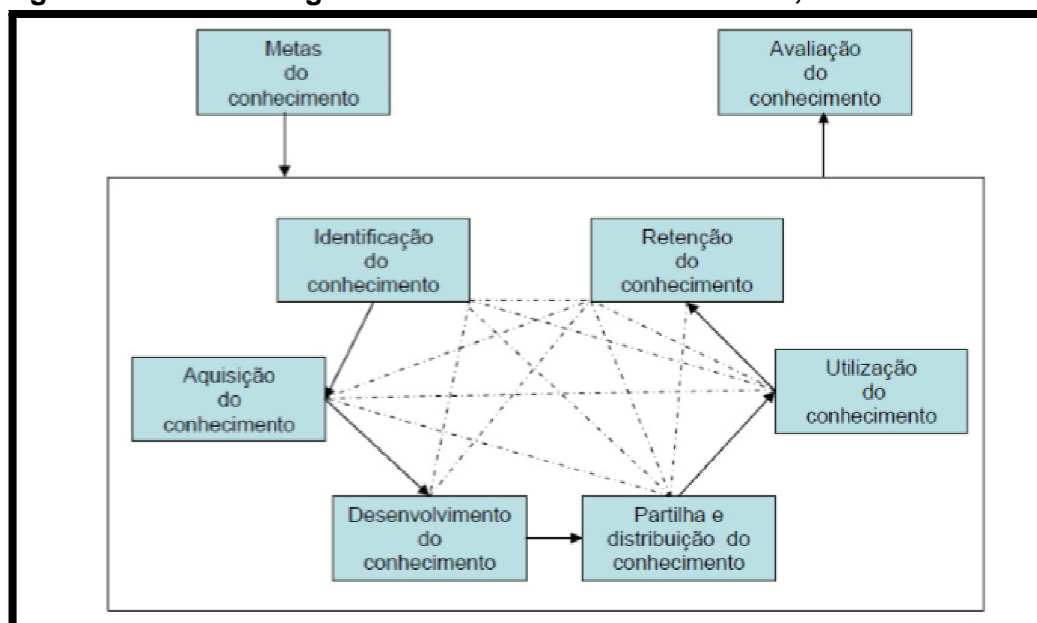 Metas
do
conhecimento
Avaliação
do
conhecimento
Identificação
do
conhecimento
Retenção
do
conhecimento
Aquisição
do
conhecimento
Utilização
do
conhecimento
Desenvolvimento
do
conhecimento
Partilha e
distribuição do
conhecimento